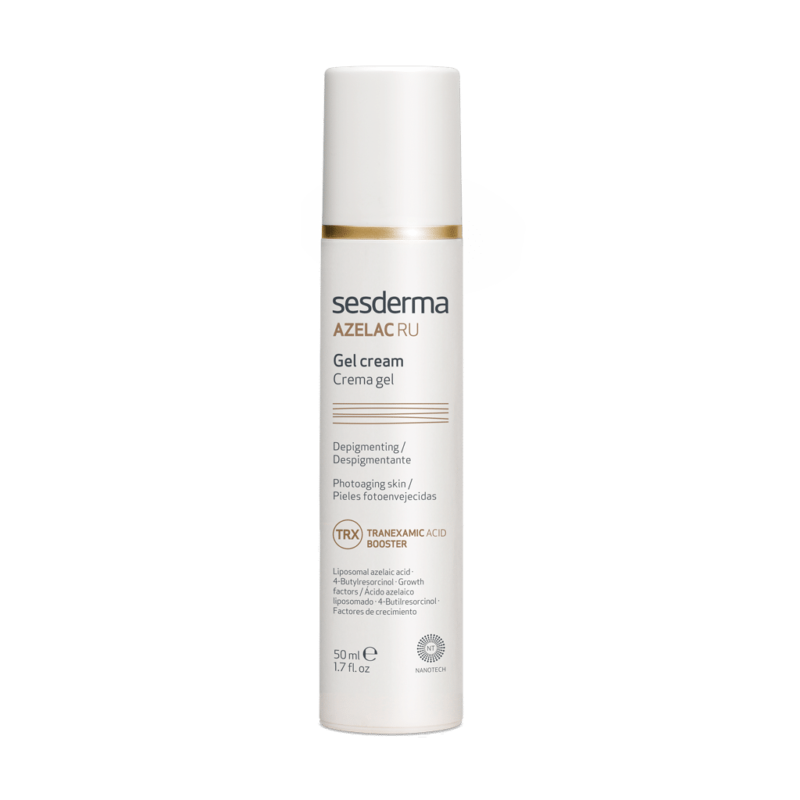 sesderma
AZELAC RU
Gel cream
Crema gel
Depigmenting /
Despigmentante
Photoaging skin /
Pieles fotoenvejecidas
TRX TRANEXAMIC ACID
BOOSTER
Liposomal azelaic acid ·
4-Butylresorcinol · Growth
factors / Ácido azelaico
liposomado · 4-Butilresorcinol ·
Factores de crecimiento
50 ml ℮
1.7 fl. oz
NT
NANOTECH